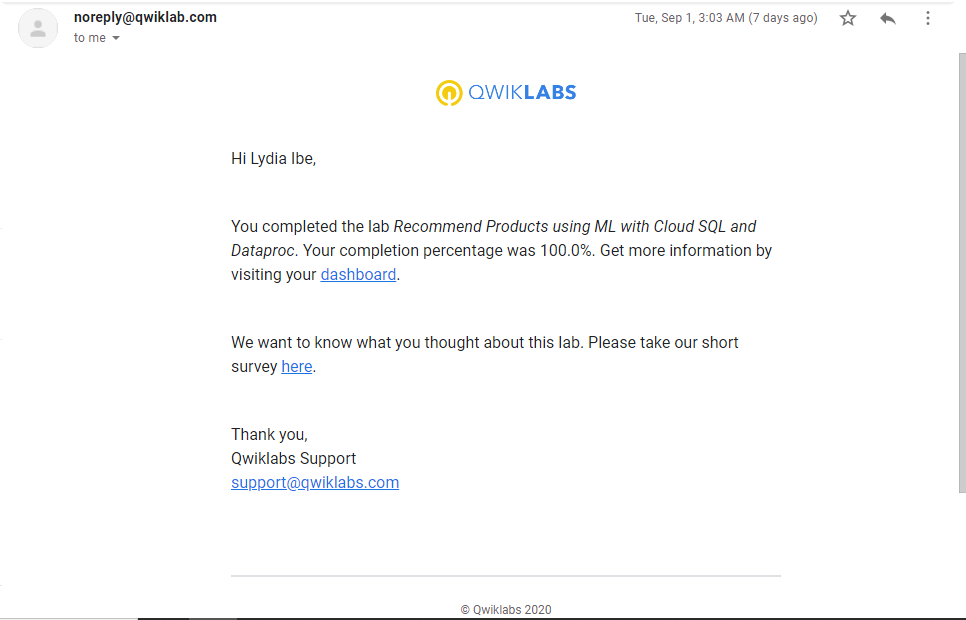 noreply@qwiklab.com
Tue, Sep 1, 3:03 AM (7 days ago)
to me
QWIKLABS
Hi Lydia Ibe,
You completed the lab Recommend Products using ML with Cloud SQL and
Dataproc. Your completion percentage was 100.0%. Get more information by
visiting your dashboard.
We want to know what you thought about this lab. Please take our short
survey here.
Thank you,
Qwiklabs Support
support@qwiklabs.com
© Qwiklabs 2020